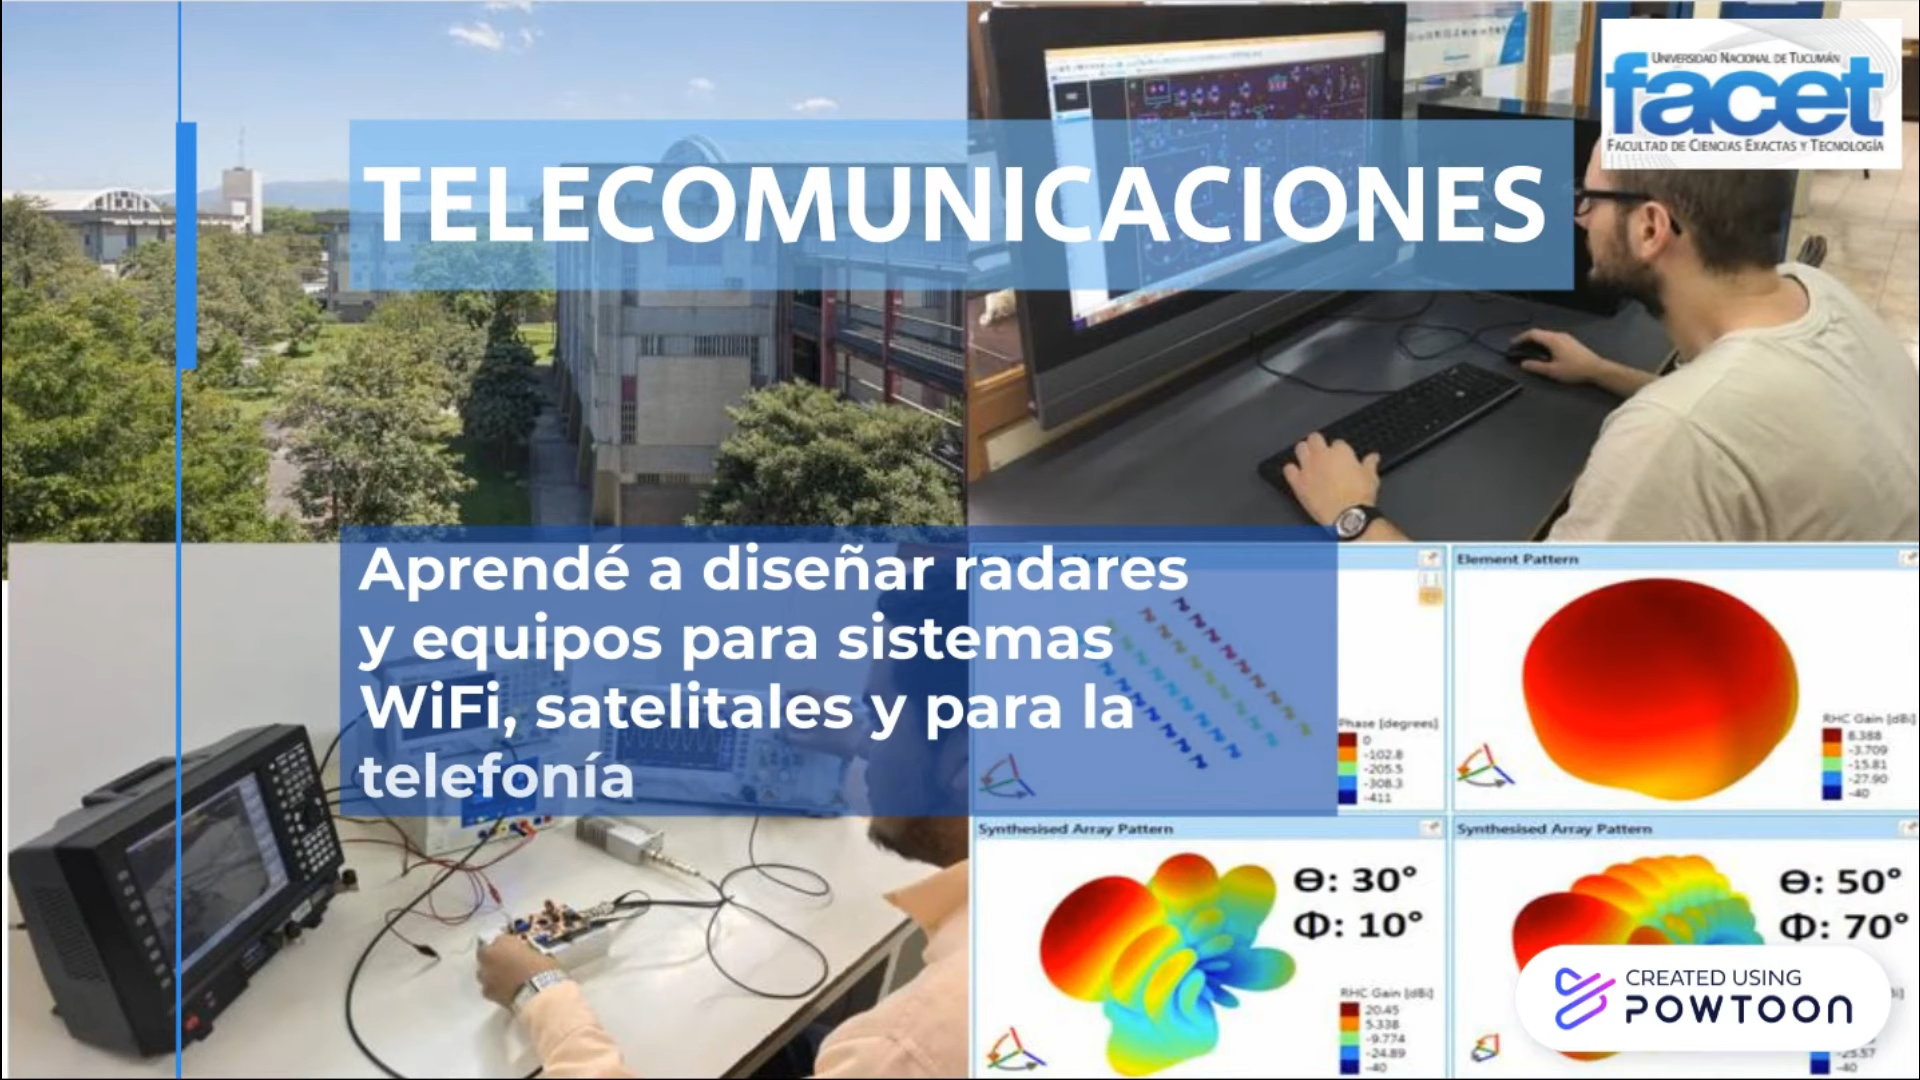 UNIVERSIDAD NACIONAL DE TUCUMÁN
facet
FACULTAD DE CIENCIAS EXACTAS Y TECNOLOGÍA
TELECOMUNICACIONES
Aprendé a diseñar radares
y equipos para sistemas
WiFi, satelitales y para la
telefonía
Element Pattern
Phase [degrees]
0
-102.8
-205.5
-308.3
-411
RHC Gain [dBi]
8.388
-3.709
-15.81
-27.90
-40
Synthesised Array Pattern
Θ: 30°
Φ: 10°
RHC Gain [dBi]
20.45
5.338
-9.774
-24.89
-40
Synthesised Array Pattern
Θ: 50°
Φ: 70°
-25.57
-40
CREATED USING
POWTOON